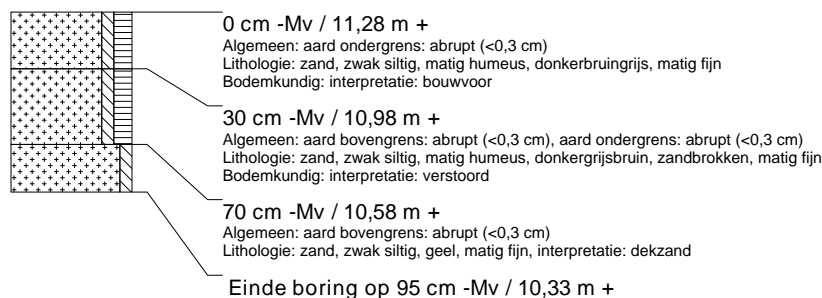 0 cm -Mv / 11,28 m +
Algemeen: aard ondergrens: abrupt (<0,3 cm)
Lithologie: zand, zwak siltig, matig humeus, donkerbruingrijs, matig fijn
Bodemkundig: interpretatie: bouwvoor
30 cm -Mv / 10,98 m +
Algemeen: aard bovengrens: abrupt (<0,3 cm), aard ondergrens: abrupt (<0,3 cm)
Lithologie: zand, zwak siltig, matig humeus, donkergrijsbruin, zandbrokken, matig fijn
Bodemkundig: interpretatie: verstoord
70 cm -Mv / 10,58 m +
Algemeen: aard bovengrens: abrupt (<0,3 cm)
Lithologie: zand, zwak siltig, geel, matig fijn, interpretatie: dekzand
Einde boring op 95 cm -Mv / 10,33 m +